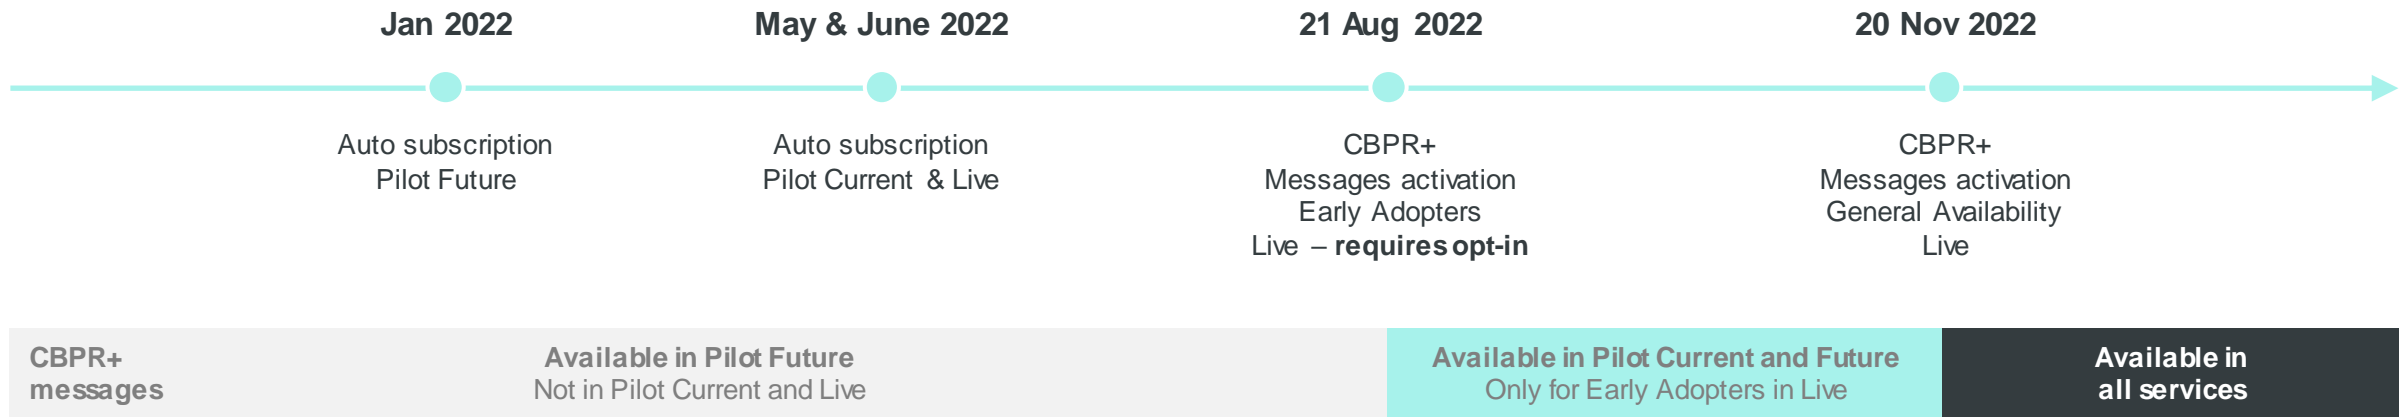 Jan 2022
May & June 2022
21 Aug 2022
20 Nov 2022
Auto subscription
Pilot Future
Auto subscription
Pilot Current & Live
CBPR+
Messages activation
Early Adopters
Live – requires opt-in
CBPR+
Messages activation
General Availability
Live
CBPR+
messages
Available in Pilot Future
Not in Pilot Current and Live
Available in Pilot Current and Future
Only for Early Adopters in Live
Available in
all services